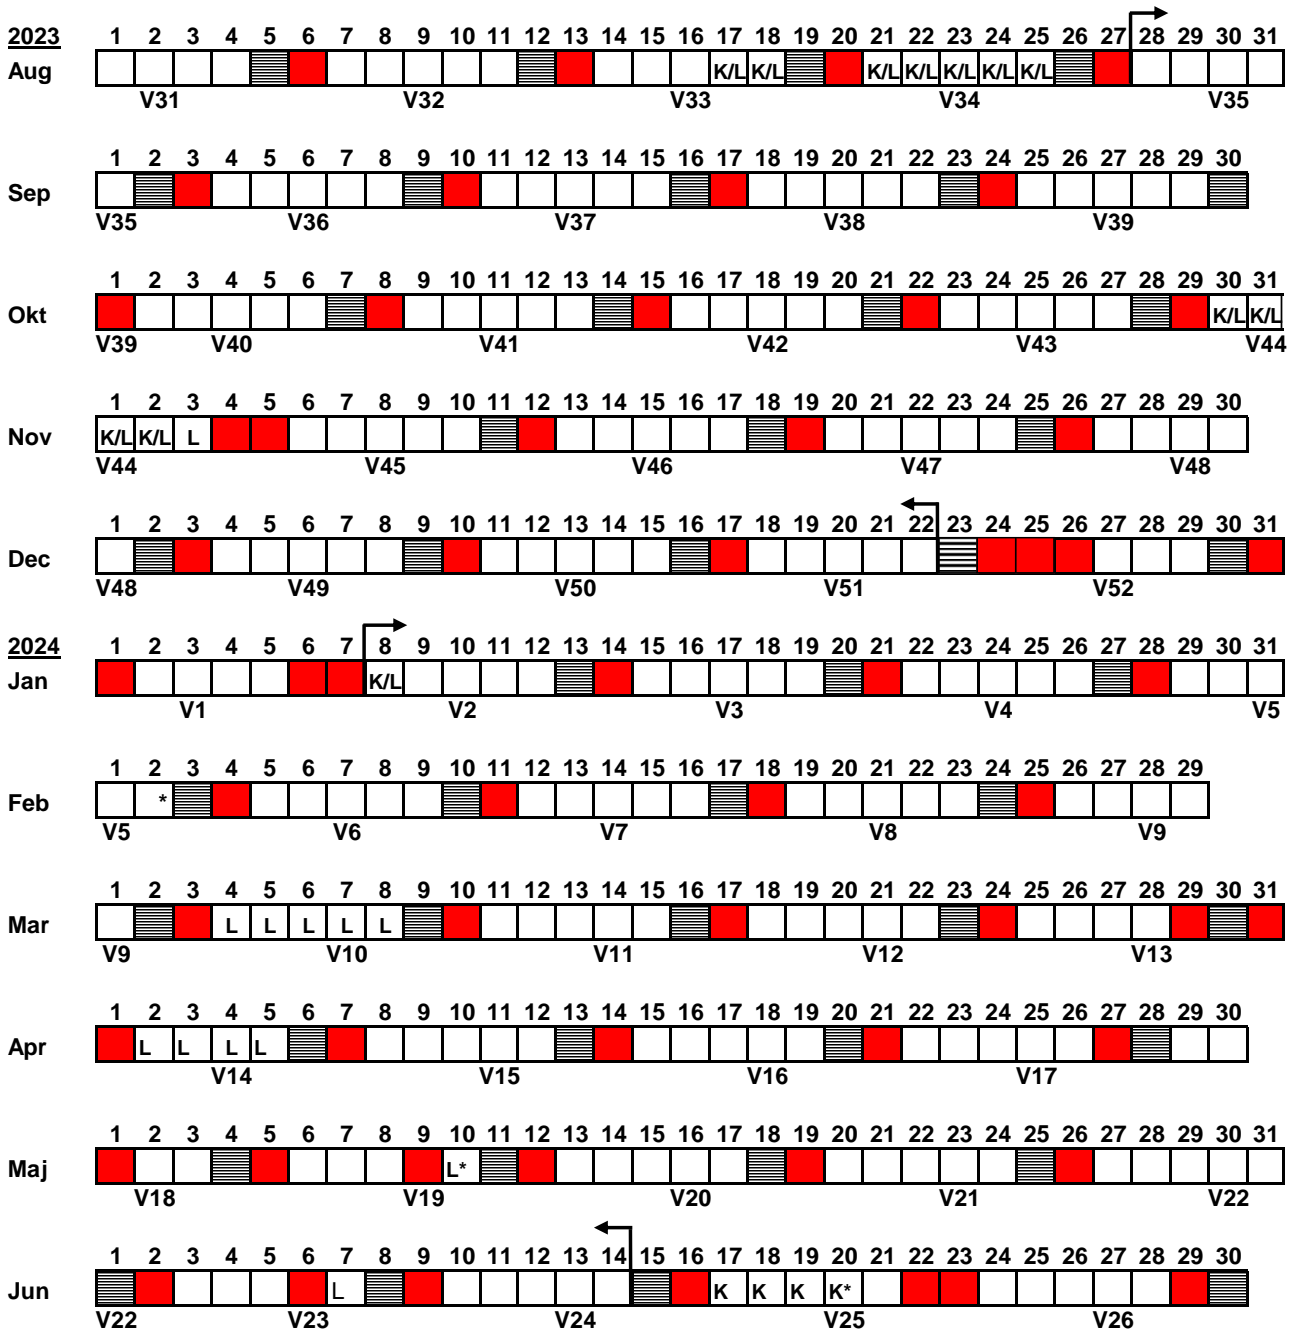 2023 1 2 3 4 5 6 7 8 9 10 11 12 13 14 15 16 17 18 19 20 21 22 23 24 25 26 27 28 29 30 31
Aug K/L K/L K/L K/L K/L K/L K/L
V31 V32 V33 V34 V35
1 2 3 4 5 6 7 8 9 10 11 12 13 14 15 16 17 18 19 20 21 22 23 24 25 26 27 28 29 30
Sep
V35 V36 V37 V38 V39
1 2 3 4 5 6 7 8 9 10 11 12 13 14 15 16 17 18 19 20 21 22 23 24 25 26 27 28 29 30 31
Okt K/L K/L
V39 V40 V41 V42 V43 V44
1 2 3 4 5 6 7 8 9 10 11 12 13 14 15 16 17 18 19 20 21 22 23 24 25 26 27 28 29 30
Nov K/L K/L L
V44 V45 V46 V47 V48
1 2 3 4 5 6 7 8 9 10 11 12 13 14 15 16 17 18 19 20 21 22 23 24 25 26 27 28 29 30 31
Dec
V48 V49 V50 V51 V52
2024 1 2 3 4 5 6 7 8 9 10 11 12 13 14 15 16 17 18 19 20 21 22 23 24 25 26 27 28 29 30 31
Jan K/L
V1 V2 V3 V4 V5
1 2 3 4 5 6 7 8 9 10 11 12 13 14 15 16 17 18 19 20 21 22 23 24 25 26 27 28 29
Feb *
V5 V6 V7 V8 V9
1 2 3 4 5 6 7 8 9 10 11 12 13 14 15 16 17 18 19 20 21 22 23 24 25 26 27 28 29 30 31
Mar L L L L L
V9 V10 V11 V12 V13
1 2 3 4 5 6 7 8 9 10 11 12 13 14 15 16 17 18 19 20 21 22 23 24 25 26 27 28 29 30
Apr L L L L
V14 V15 V16 V17
1 2 3 4 5 6 7 8 9 10 11 12 13 14 15 16 17 18 19 20 21 22 23 24 25 26 27 28 29 30 31
Maj L*
V18 V19 V20 V21 V22
1 2 3 4 5 6 7 8 9 10 11 12 13 14 15 16 17 18 19 20 21 22 23 24 25 26 27 28 29 30
Jun L K K K K*
V22 V23 V24 V25 V26